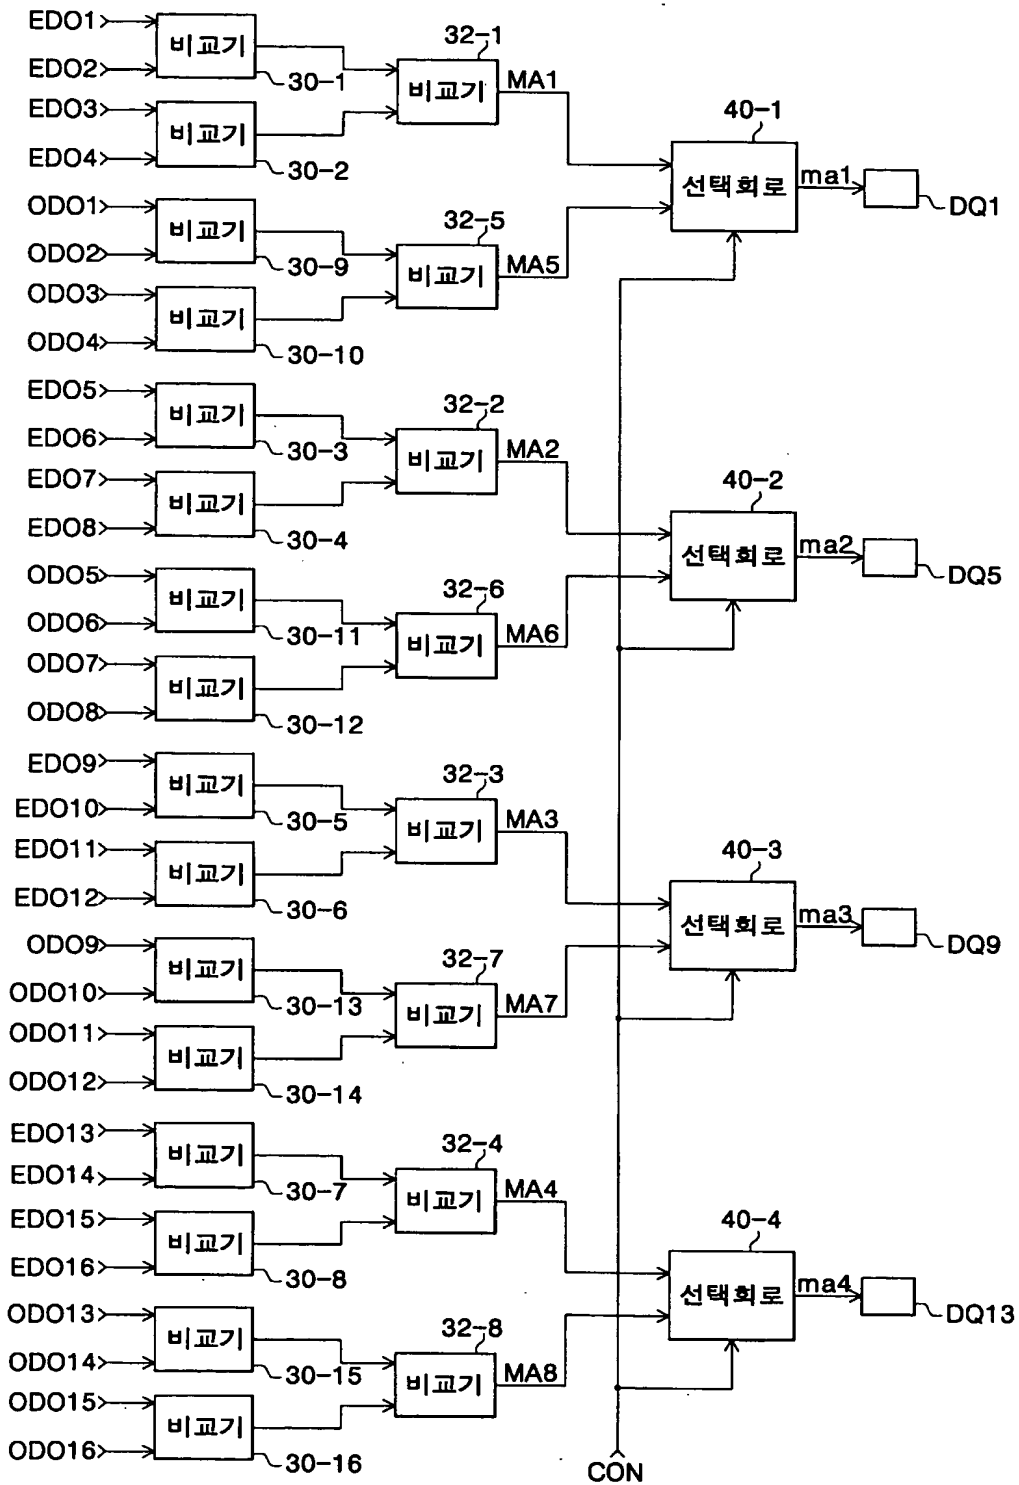 EDO1
비교기
EDO2
30-1
32-1
비교기
MA1
EDO3
비교기
EDO4
30-2
40-1
선택회로
ma1
DQ1
ODO1
비교기
ODO2
30-9
32-5
비교기
MA5
ODO3
비교기
ODO4
30-10
EDO5
비교기
EDO6
30-3
32-2
비교기
MA2
EDO7
비교기
EDO8
30-4
40-2
선택회로
ma2
DQ5
ODO5
비교기
ODO6
30-11
32-6
비교기
MA6
ODO7
비교기
ODO8
30-12
EDO9
비교기
EDO10
30-5
32-3
비교기
MA3
EDO11
비교기
EDO12
30-6
40-3
선택회로
ma3
DQ9
ODO9
비교기
ODO10
30-13
32-7
비교기
MA7
ODO11
비교기
ODO12
30-14
EDO13
비교기
EDO14
30-7
32-4
비교기
MA4
EDO15
비교기
EDO16
30-8
40-4
선택회로
ma4
DQ13
ODO13
비교기
ODO14
30-15
32-8
비교기
MA8
ODO15
비교기
ODO16
30-16
CON